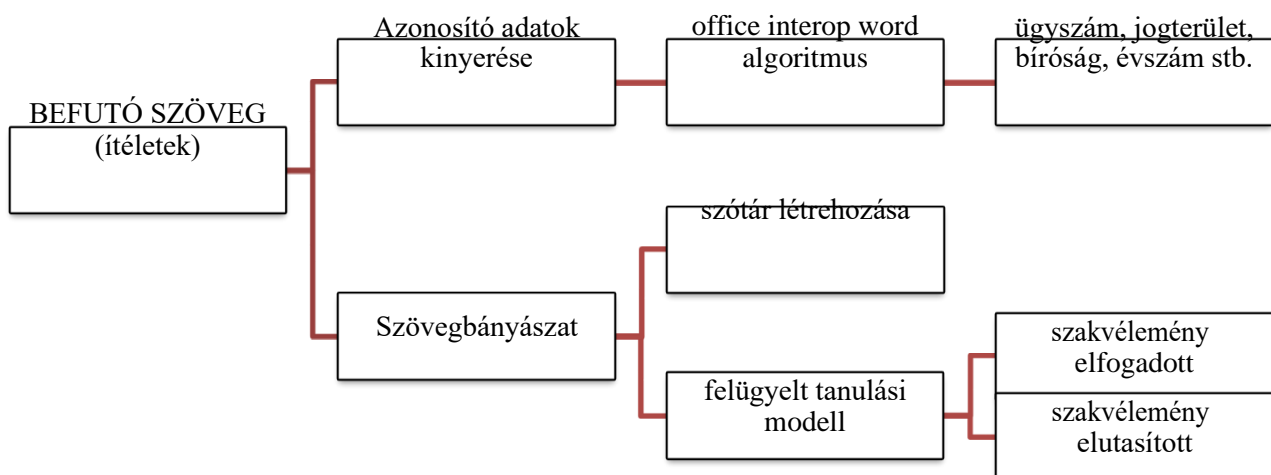 BEFUTÓ SZÖVEG
(ítéletek)
Azonosító adatok
kinyerése
office interop word
algoritmus
ügyszám, jogterület,
bíróság, évszám stb.
Szövegbányászat
szótár létrehozása
felügyelt tanulási
modell
szakvélemény
elfogadott
szakvélemény
elutasított